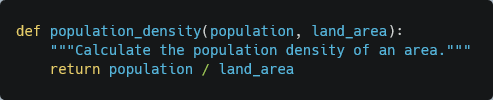 def population_density(population, land_area):
    """Calculate the population density of an area."""
    return population / land_area